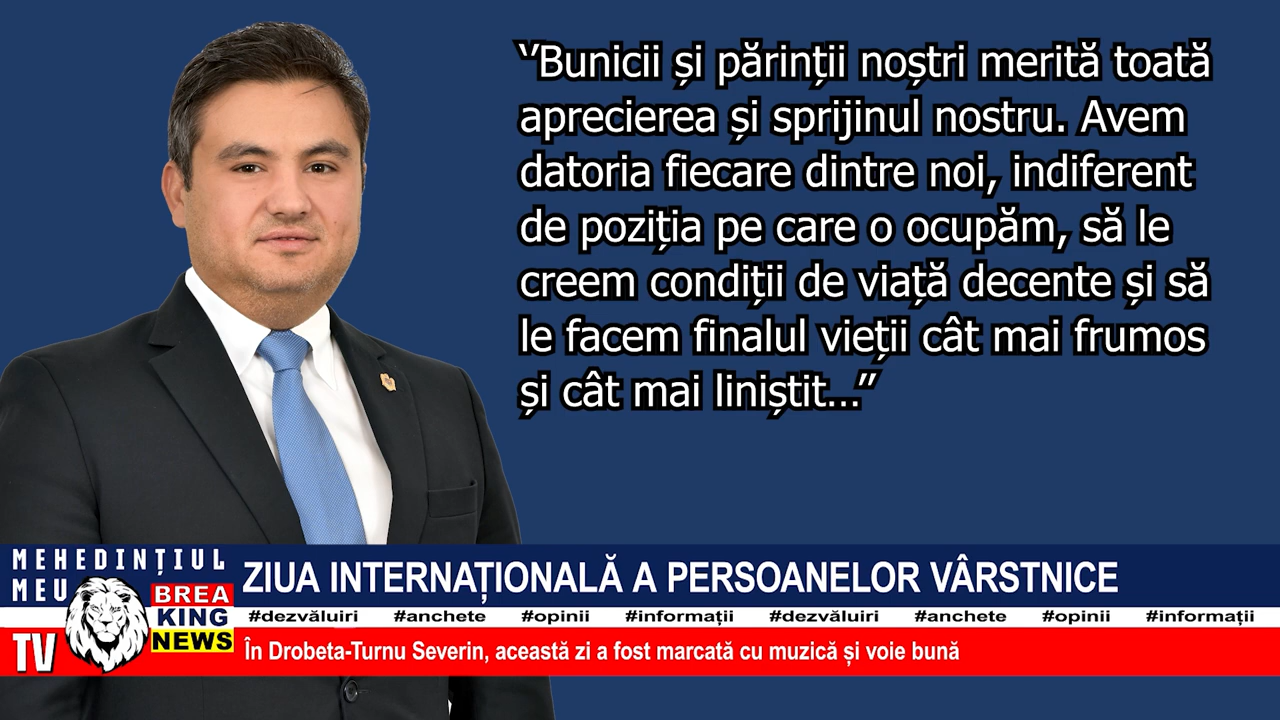 ‘’Bunicii și părinții noștri merită toată
aprecierea și sprijinul nostru. Avem
datoria fiecare dintre noi, indiferent
de poziția pe care o ocupăm, să le
creem condiții de viață decente și să
le facem finalul vieții cât mai frumos
și cât mai liniștit...’’
MEHEDINȚIUL
MEU
TV
BREA
KING
NEWS
ZIUA INTERNAȚIONALĂ A PERSOANELOR VÂRSTNICE
#dezvăluiri #anchete #opinii #informații #dezvăluiri #anchete #opinii #informații
În Drobeta-Turnu Severin, această zi a fost marcată cu muzică și voie bună